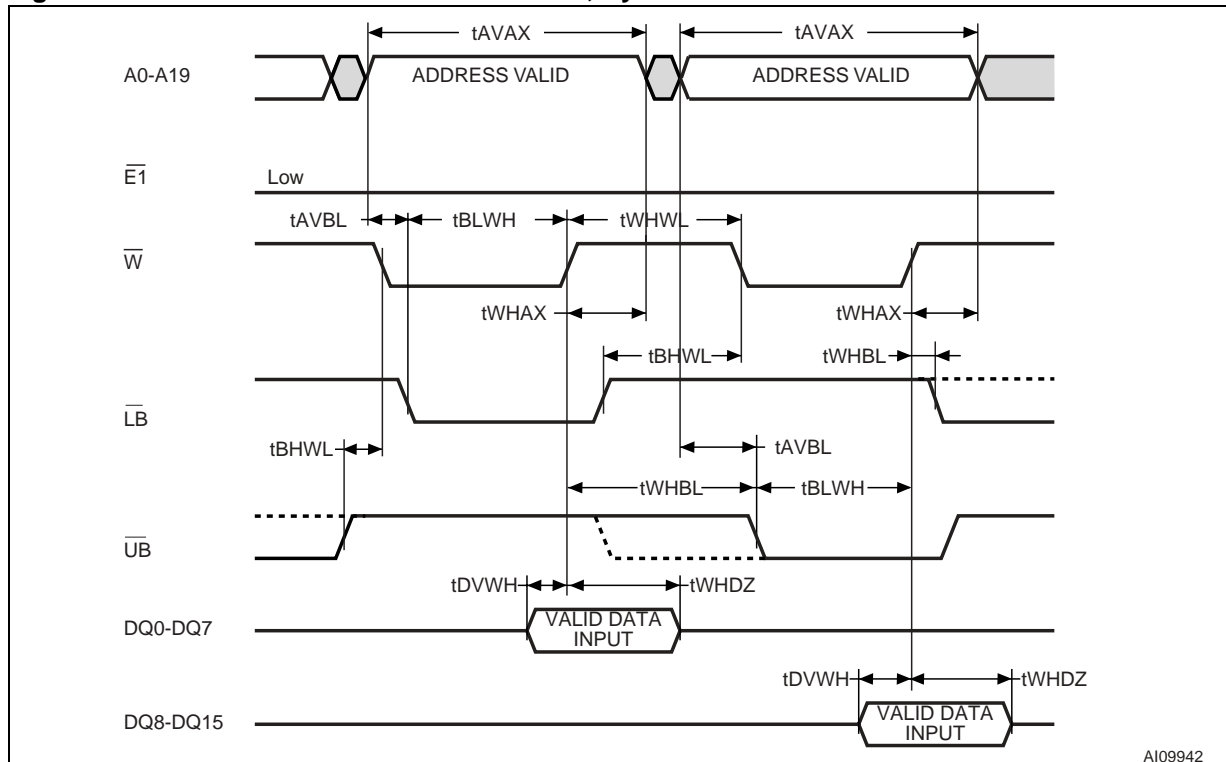 tAVAX tAVAX
A0-A19 ADDRESS VALID ADDRESS VALID
E1 Low
tAVBL tBLWH tWHWL
W
tWHAX tWHAX
tBHWL tWHBL
LB
tBHWL tAVBL
tWHBL tBLWH
UB
tDVWH tWHDZ
DQ0-DQ7 VALID DATA
INPUT
tDVWH tWHDZ
DQ8-DQ15 VALID DATA
INPUT
AI09942